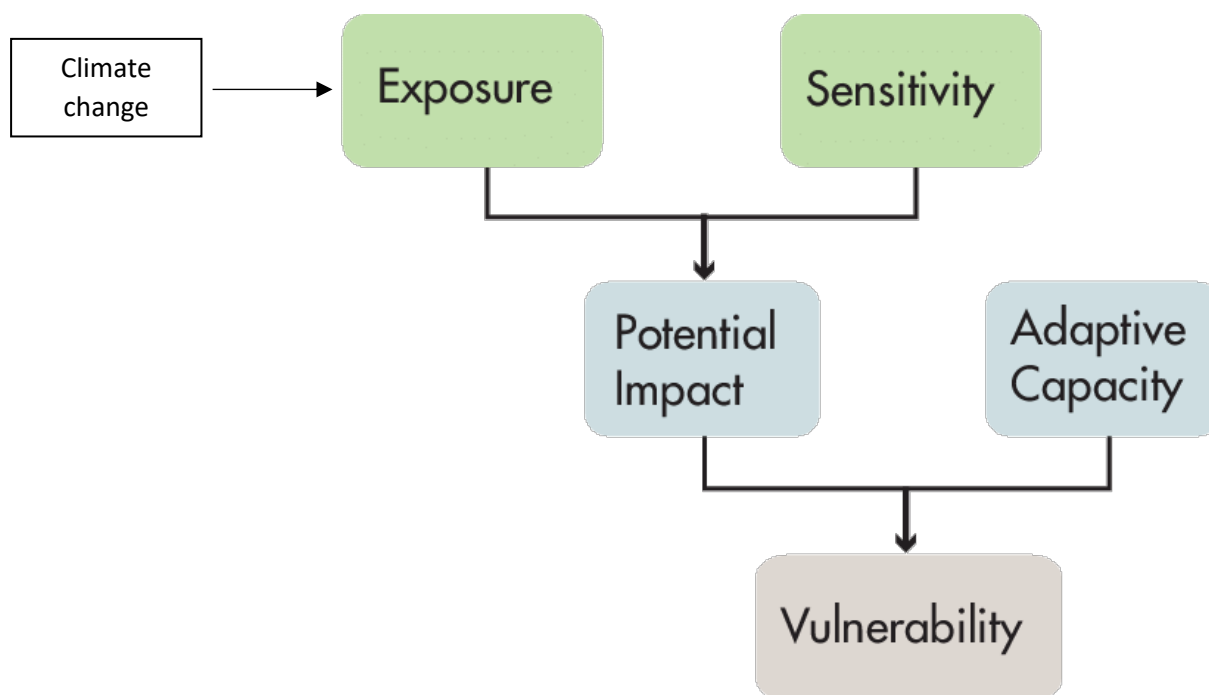 Climate
change
Exposure
Sensitivity
Potential
Impact
Adaptive
Capacity
Vulnerability